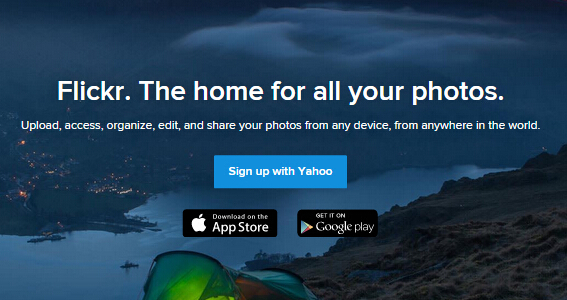 Flickr. The home for all your photos.
Upload, access, organize, edit, and share your photos from any device, from anywhere in the world.
Sign up with Yahoo
Download on the
App Store
GET IT ON
Google play